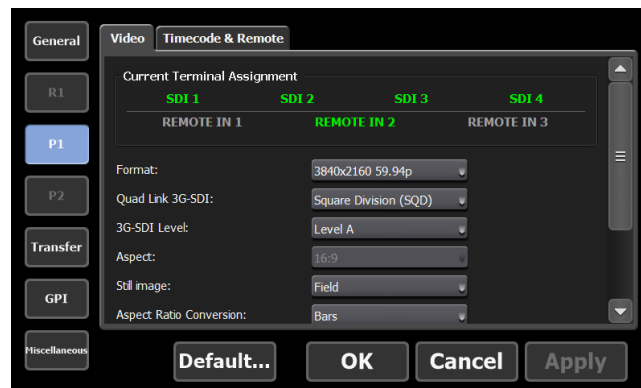 General
Video Timecode & Remote
R1
P1
P2
Transfer
GPI
Miscellaneous
Current Terminal Assignment
SDI 1 SDI 2 SDI 3 SDI 4
REMOTE IN 1 REMOTE IN 2 REMOTE IN 3
Format: 3840x2160 59.94p
Quad Link 3G-SDI: Square Division (SQD)
3G-SDI Level: Level A
Aspect: 16:9
Still image: Field
Aspect Ratio Conversion: Bars
Default... OK Cancel Apply